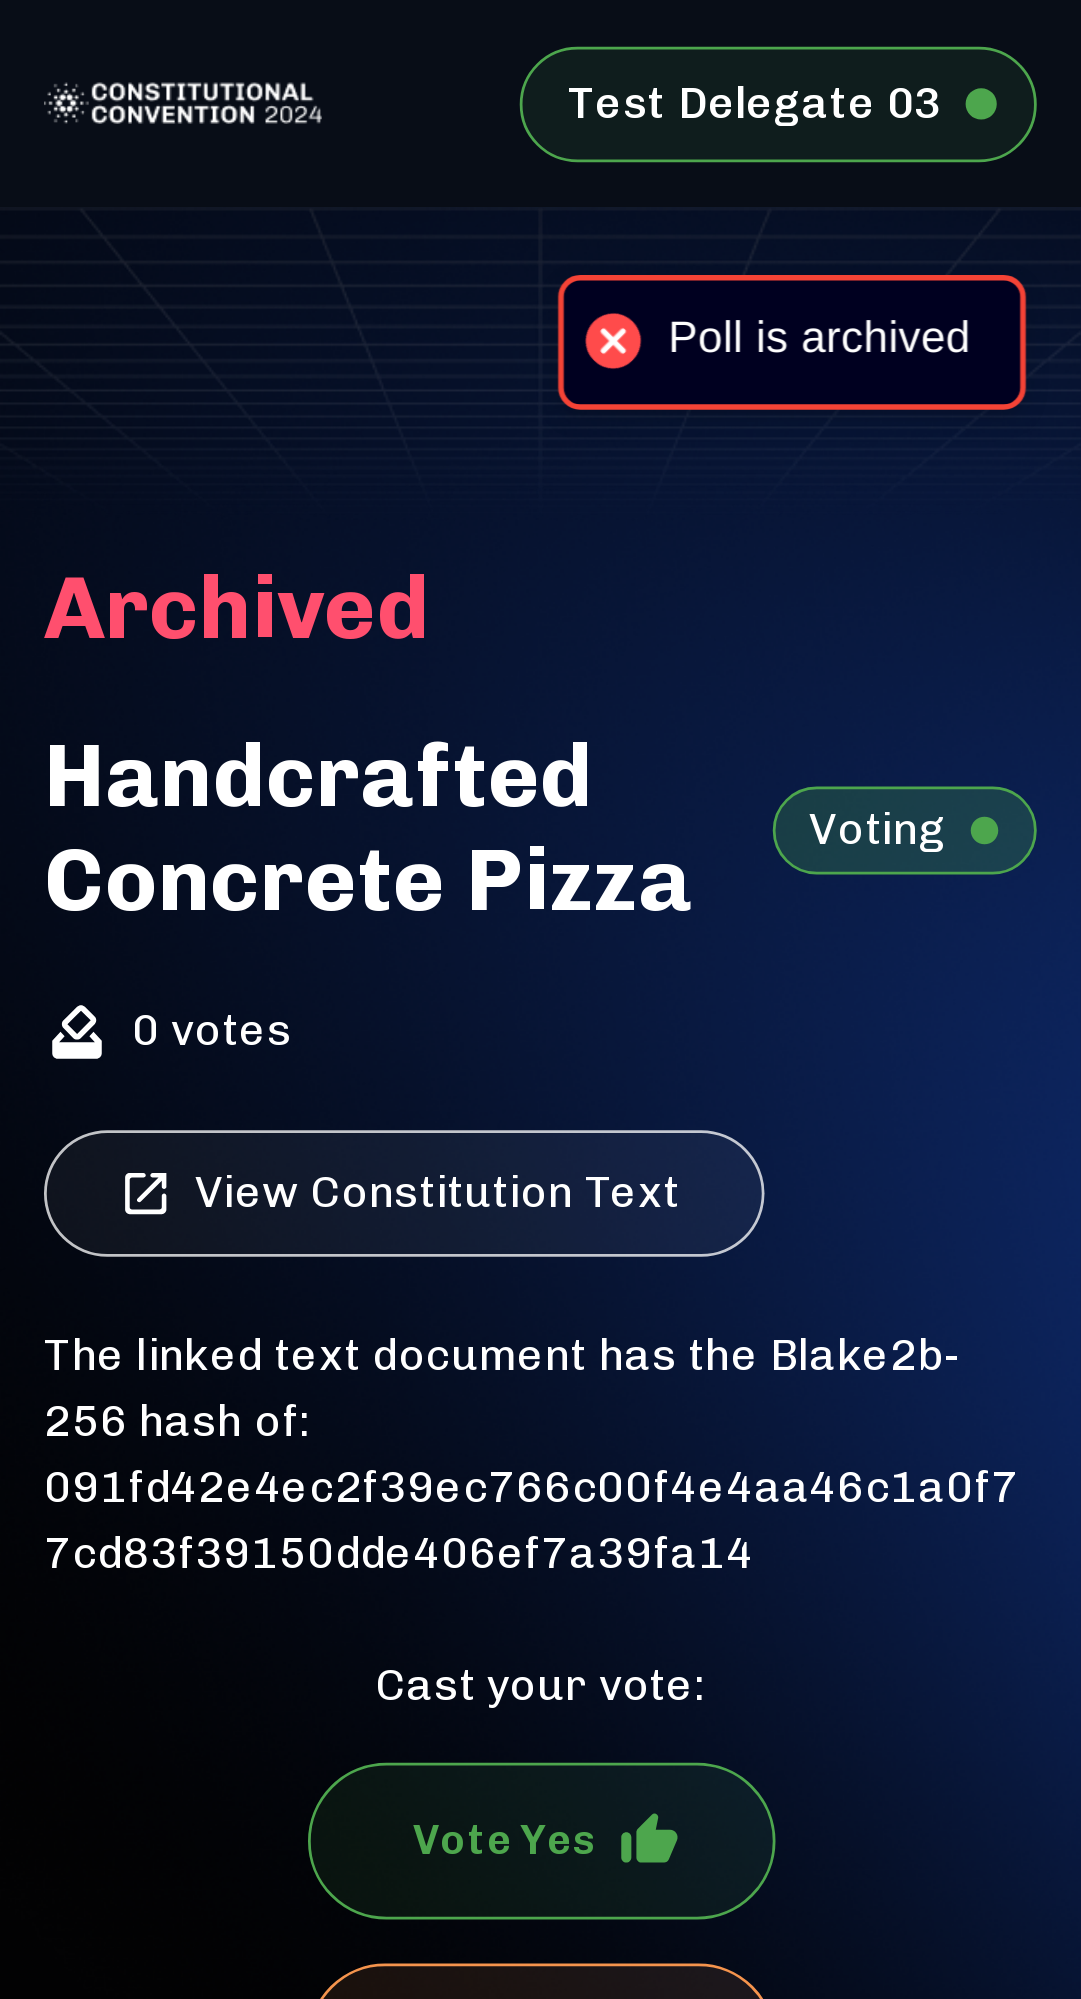 CONSTITUTIONAL
CONVENTION 2024
Test Delegate 03
Poll is archived
Archived
Handcrafted
Concrete Pizza
Voting
0 votes
View Constitution Text
The linked text document has the Blake2b-
256 hash of:
091fd42e4ec2f39ec766c00f4e4aa46c1a0f7
7cd83f39150dde406ef7a39fa14
Cast your vote:
Vote Yes